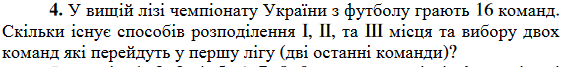 4. У вищій лізі чемпіонату України з футболу грають 16 команд.
Скільки існує способів розподілення I, II, та III місця та вибору двох
команд які перейдуть у першу лігу (дві останні команди)?